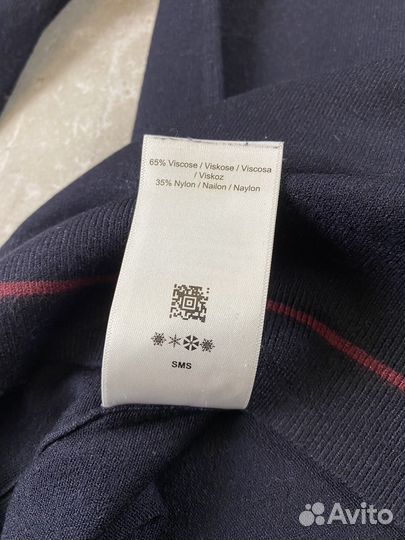 65% Viscose / Viskose / Viscosa
/ Viskoz
35% Nylon / Nailon / Naylon
SMS
Avito